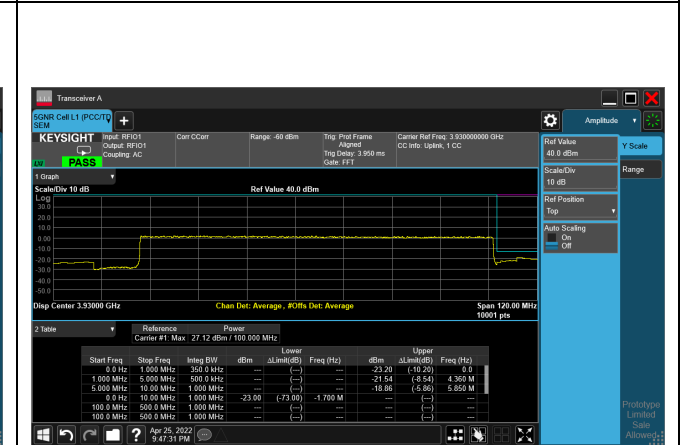 Transceiver A
5GNR Cell L1 (PCC/TD
SEM
+
Amplitude
KEYSIGHT
Input: RFIO1
Output: RFIO1
Coupling: AC
Corr CCorr
Range: -60 dBm
Trig: Prot Frame
Aligned
Trig Delay: 3.950 ms
Gate: FFT
Carrier Ref Freq: 3.930000000 GHz
CC Info: Uplink, 1 CC
LXI
PASS
1 Graph
Scale/Div 10 dB
Ref Value 40.0 dBm
Log
30.0
20.0
10.0
0.00
-10.0
-20.0
-30.0
-40.0
-50.0
Disp Center 3.93000 GHz
Chan Det: Average, #Offs Det: Average
Span 120.00 MHz
10001 pts
2 Table
Reference Power
Carrier #1: Max 27.12 dBm / 100.000 MHz
Lower Upper
Start Freq Stop Freq Integ BW dBm ΔLimit(dB) Freq (Hz) dBm ΔLimit(dB) Freq (Hz)
0.0 Hz 1.000 MHz 350.0 kHz --- (---) --- -23.20 (-10.20) 0.0
1.000 MHz 5.000 MHz 500.0 kHz --- (---) --- -21.54 (-8.54) 4.360 M
5.000 MHz 10.00 MHz 1.000 MHz --- (---) --- -18.86 (-5.86) 5.850 M
0.0 Hz 10.00 MHz 1.000 MHz -23.00 (-73.00) -1.700 M --- (---) ---
100.0 MHz 500.0 MHz 1.000 MHz --- (---) --- --- (---) ---
100.0 MHz 500.0 MHz 1.000 MHz --- (---) --- --- (---) ---
Ref Value
40.0 dBm
Scale/Div
10 dB
Ref Position
Top
Auto Scaling
On
Off
Y Scale
Range
Prototype
Limited
Sale
Allowed
?
Apr 25, 2022
9:47:31 PM